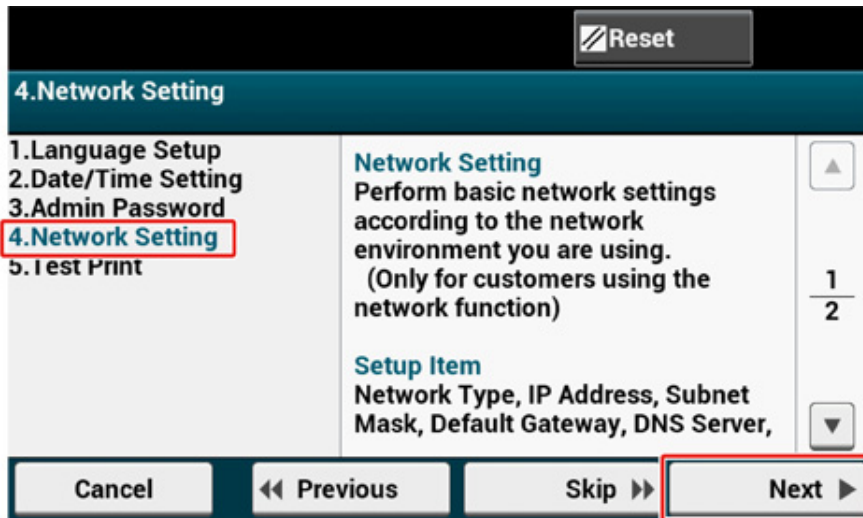 Reset
4.Network Setting
1.Language Setup
2.Date/Time Setting
3.Admin Password
4.Network Setting
5.Test Print
Network Setting
Perform basic network settings
according to the network
environment you are using.
(Only for customers using the
network function)
Setup Item
Network Type, IP Address, Subnet
Mask, Default Gateway, DNS Server,
1
2
Cancel
Previous
Skip
Next